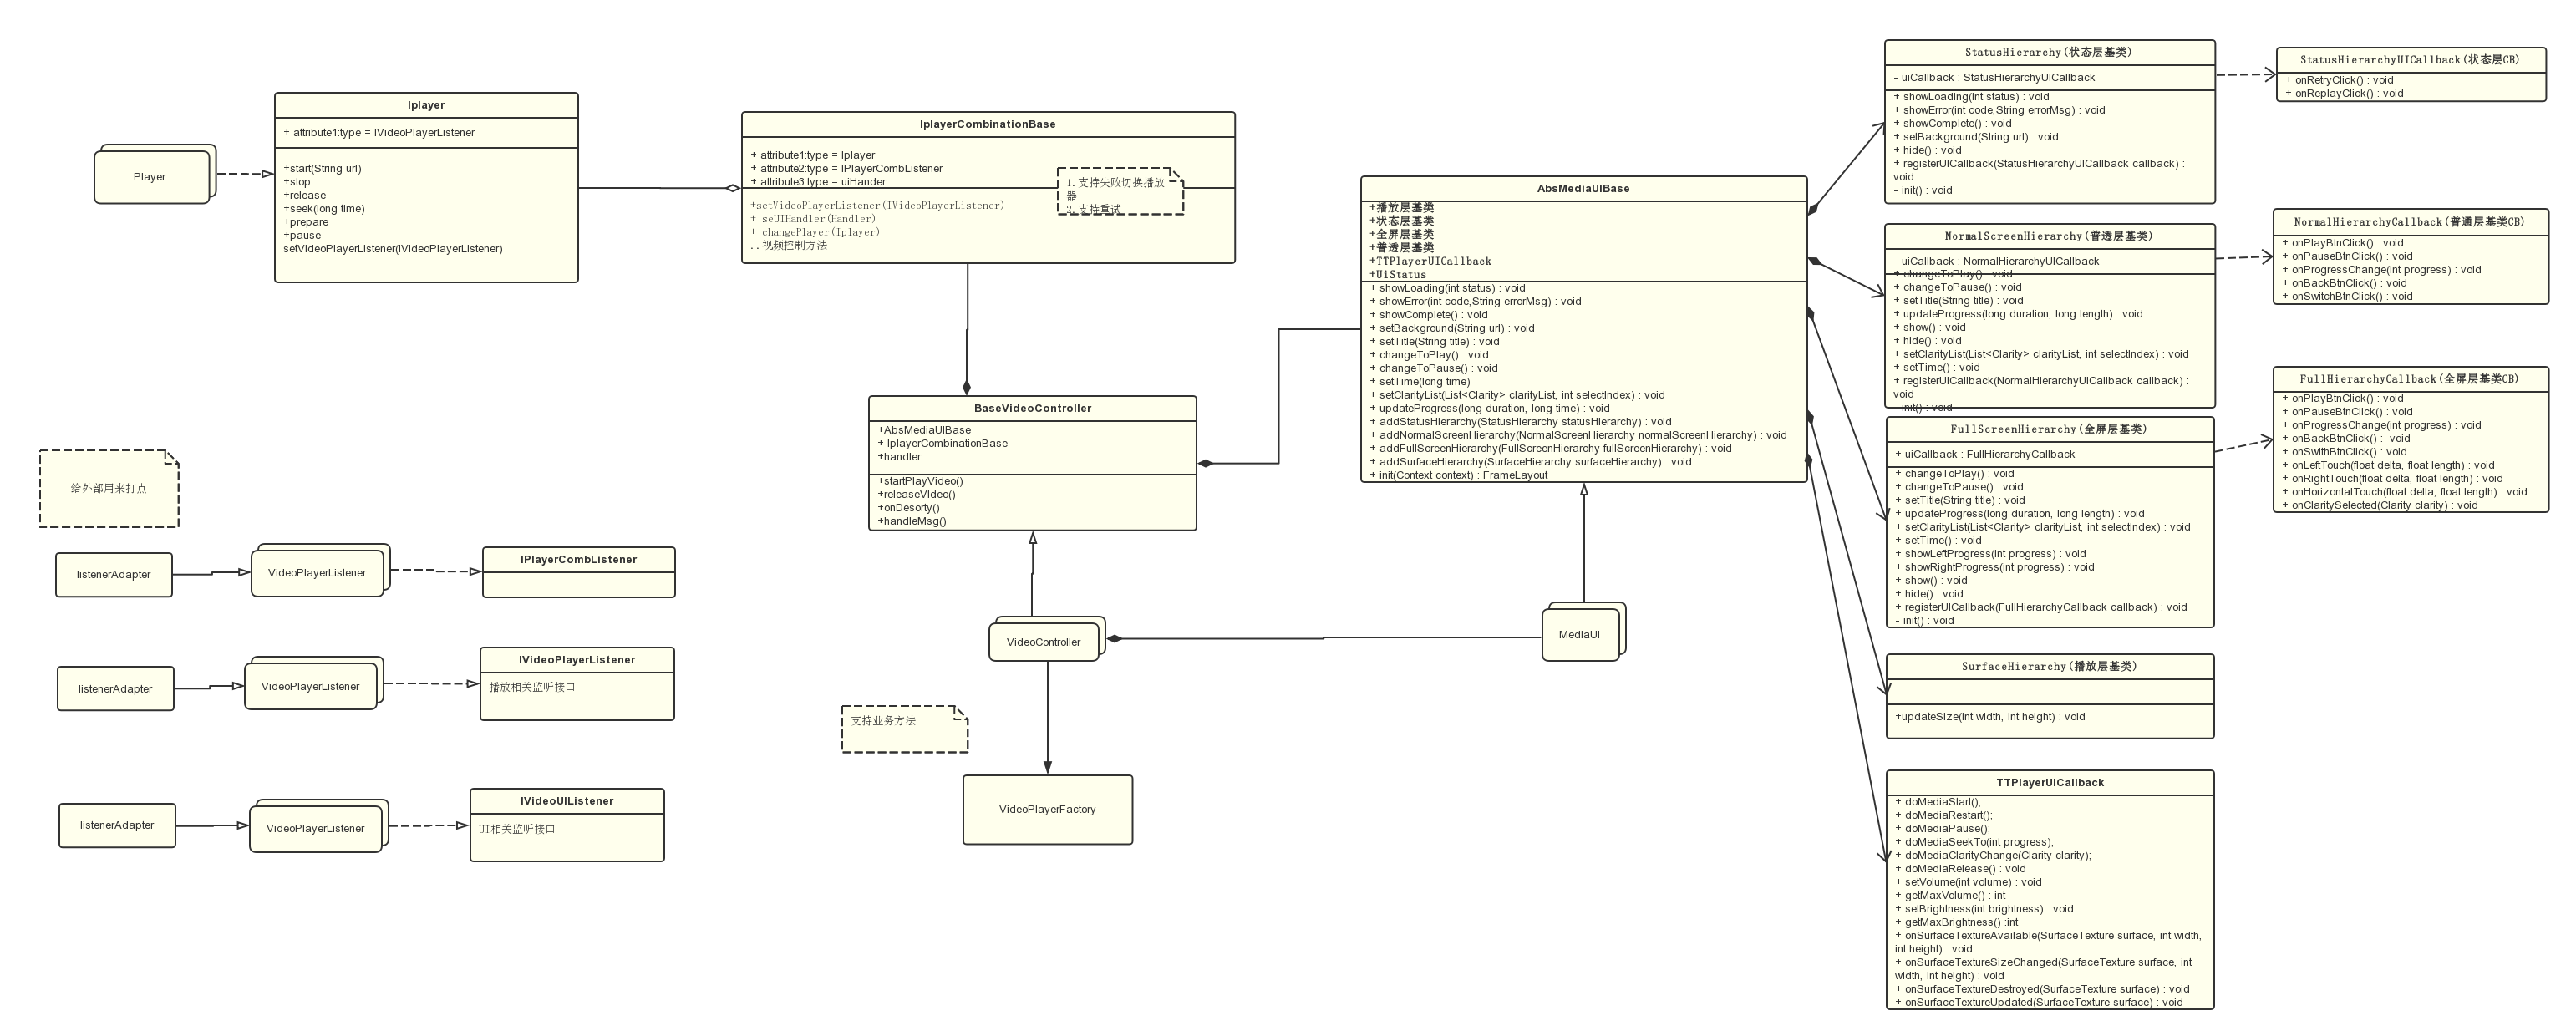 Player..
Iplayer
+ attribute1:type = IVideoPlayerListener
+start(String url)
+stop
+release
+seek(long time)
+prepare
+pause
setVideoPlayerListener(IVideoPlayerListener)
IplayerCombinationBase
+ attribute1:type = Iplayer
+ attribute2:type = IPlayerCombListener
+ attribute3:type = uiHander
+setVideoPlayerListener(IVideoPlayerListener)
+ seUIHandler(Handler)
+ changePlayer(Iplayer)
..视频控制方法
1.支持失败切换播放
器
2.支持重试
BaseVideoController
+AbsMediaUIBase
+ IplayerCombinationBase
+handler
+startPlayVideo()
+releaseVIdeo()
+onDesorty()
+handleMsg()
VideoController
MediaUI
支持业务方法
VideoPlayerFactory
给外部用来打点
listenerAdapter
VideoPlayerListener
IPlayerCombListener
listenerAdapter
VideoPlayerListener
IVideoPlayerListener
播放相关监听接口
listenerAdapter
VideoPlayerListener
IVideoUIListener
UI相关监听接口
AbsMediaUIBase
+播放层基类
+状态层基类
+全屏层基类
+普透层基类
+TTPlayerUICallback
+UiStatus
+ showLoading(int status) : void
+ showError(int code,String errorMsg) : void
+ showComplete() : void
+ setBackground(String url) : void
+ setTitle(String title) : void
+ changeToPlay() : void
+ changeToPause() : void
+ setTime(long time)
+ setClarityList(List<Clarity> clarityList, int selectIndex) : void
+ updateProgress(long duration, long time) : void
+ addStatusHierarchy(StatusHierarchy statusHierarchy) : void
+ addNormalScreenHierarchy(NormalScreenHierarchy normalScreenHierarchy) : void
+ addFullScreenHierarchy(FullScreenHierarchy fullScreenHierarchy) : void
+ addSurfaceHierarchy(SurfaceHierarchy surfaceHierarchy) : void
+ init(Context context) : FrameLayout
StatusHierarchy(状态层基类)
- uiCallback : StatusHierarchyUICallback
+ showLoading(int status) : void
+ showError(int code,String errorMsg) : void
+ showComplete() : void
+ setBackground(String url) : void
+ hide() : void
+ registerUICallback(StatusHierarchyUICallback callback) :
void
- init() : void
StatusHierarchyUICallback(状态层CB)
+ onRetryClick() : void
+ onReplayClick() : void
NormalScreenHierarchy(普透层基类)
- uiCallback : NormalHierarchyUICallback
+ changeToPlay() : void
+ changeToPause() : void
+ setTitle(String title) : void
+ updateProgress(long duration, long length) : void
+ show() : void
+ hide() : void
+ setClarityList(List<Clarity> clarityList, int selectIndex) : void
+ setTime() : void
+ registerUICallback(NormalHierarchyUICallback callback) :
void
- init() : void
NormalHierarchyCallback(普通层基类CB)
+ onPlayBtnClick() : void
+ onPauseBtnClick() : void
+ onProgressChange(int progress) : void
+ onBackBtnClick() : void
+ onSwitchBtnClick() : void
FullScreenHierarchy(全屏层基类)
+ uiCallback : FullHierarchyCallback
+ changeToPlay() : void
+ changeToPause() : void
+ setTitle(String title) : void
+ updateProgress(long duration, long length) : void
+ setClarityList(List<Clarity> clarityList, int selectIndex) : void
+ setTime() : void
+ showLeftProgress(int progress) : void
+ showRightProgress(int progress) : void
+ show() : void
+ hide() : void
+ registerUICallback(FullHierarchyCallback callback) : void
- init() : void
FullHierarchyCallback(全屏层基类CB)
+ onPlayBtnClick() : void
+ onPauseBtnClick() : void
+ onProgressChange(int progress) : void
+ onBackBtnClick() :  void
+ onSwithBtnClick() : void
+ onLeftTouch(float delta, float length) : void
+ onRightTouch(float delta, float length) : void
+ onHorizontalTouch(float delta, float length) : void
+ onClaritySelected(Clarity clarity) : void
SurfaceHierarchy(播放层基类)
+updateSize(int width, int height) : void
TTPlayerUICallback
+ doMediaStart();
+ doMediaRestart();
+ doMediaPause();
+ doMediaSeekTo(int progress);
+ doMediaClarityChange(Clarity clarity);
+ doMediaRelease() : void
+ setVolume(int volume) : void
+ getMaxVolume() : int
+ setBrightness(int brightness) : void
+ getMaxBrightness() :int
+ onSurfaceTextureAvailable(SurfaceTexture surface, int width,
int height) : void
+ onSurfaceTextureSizeChanged(SurfaceTexture surface, int
width, int height) : void
+ onSurfaceTextureDestroyed(SurfaceTexture surface) : void
+ onSurfaceTextureUpdated(SurfaceTexture surface) : void